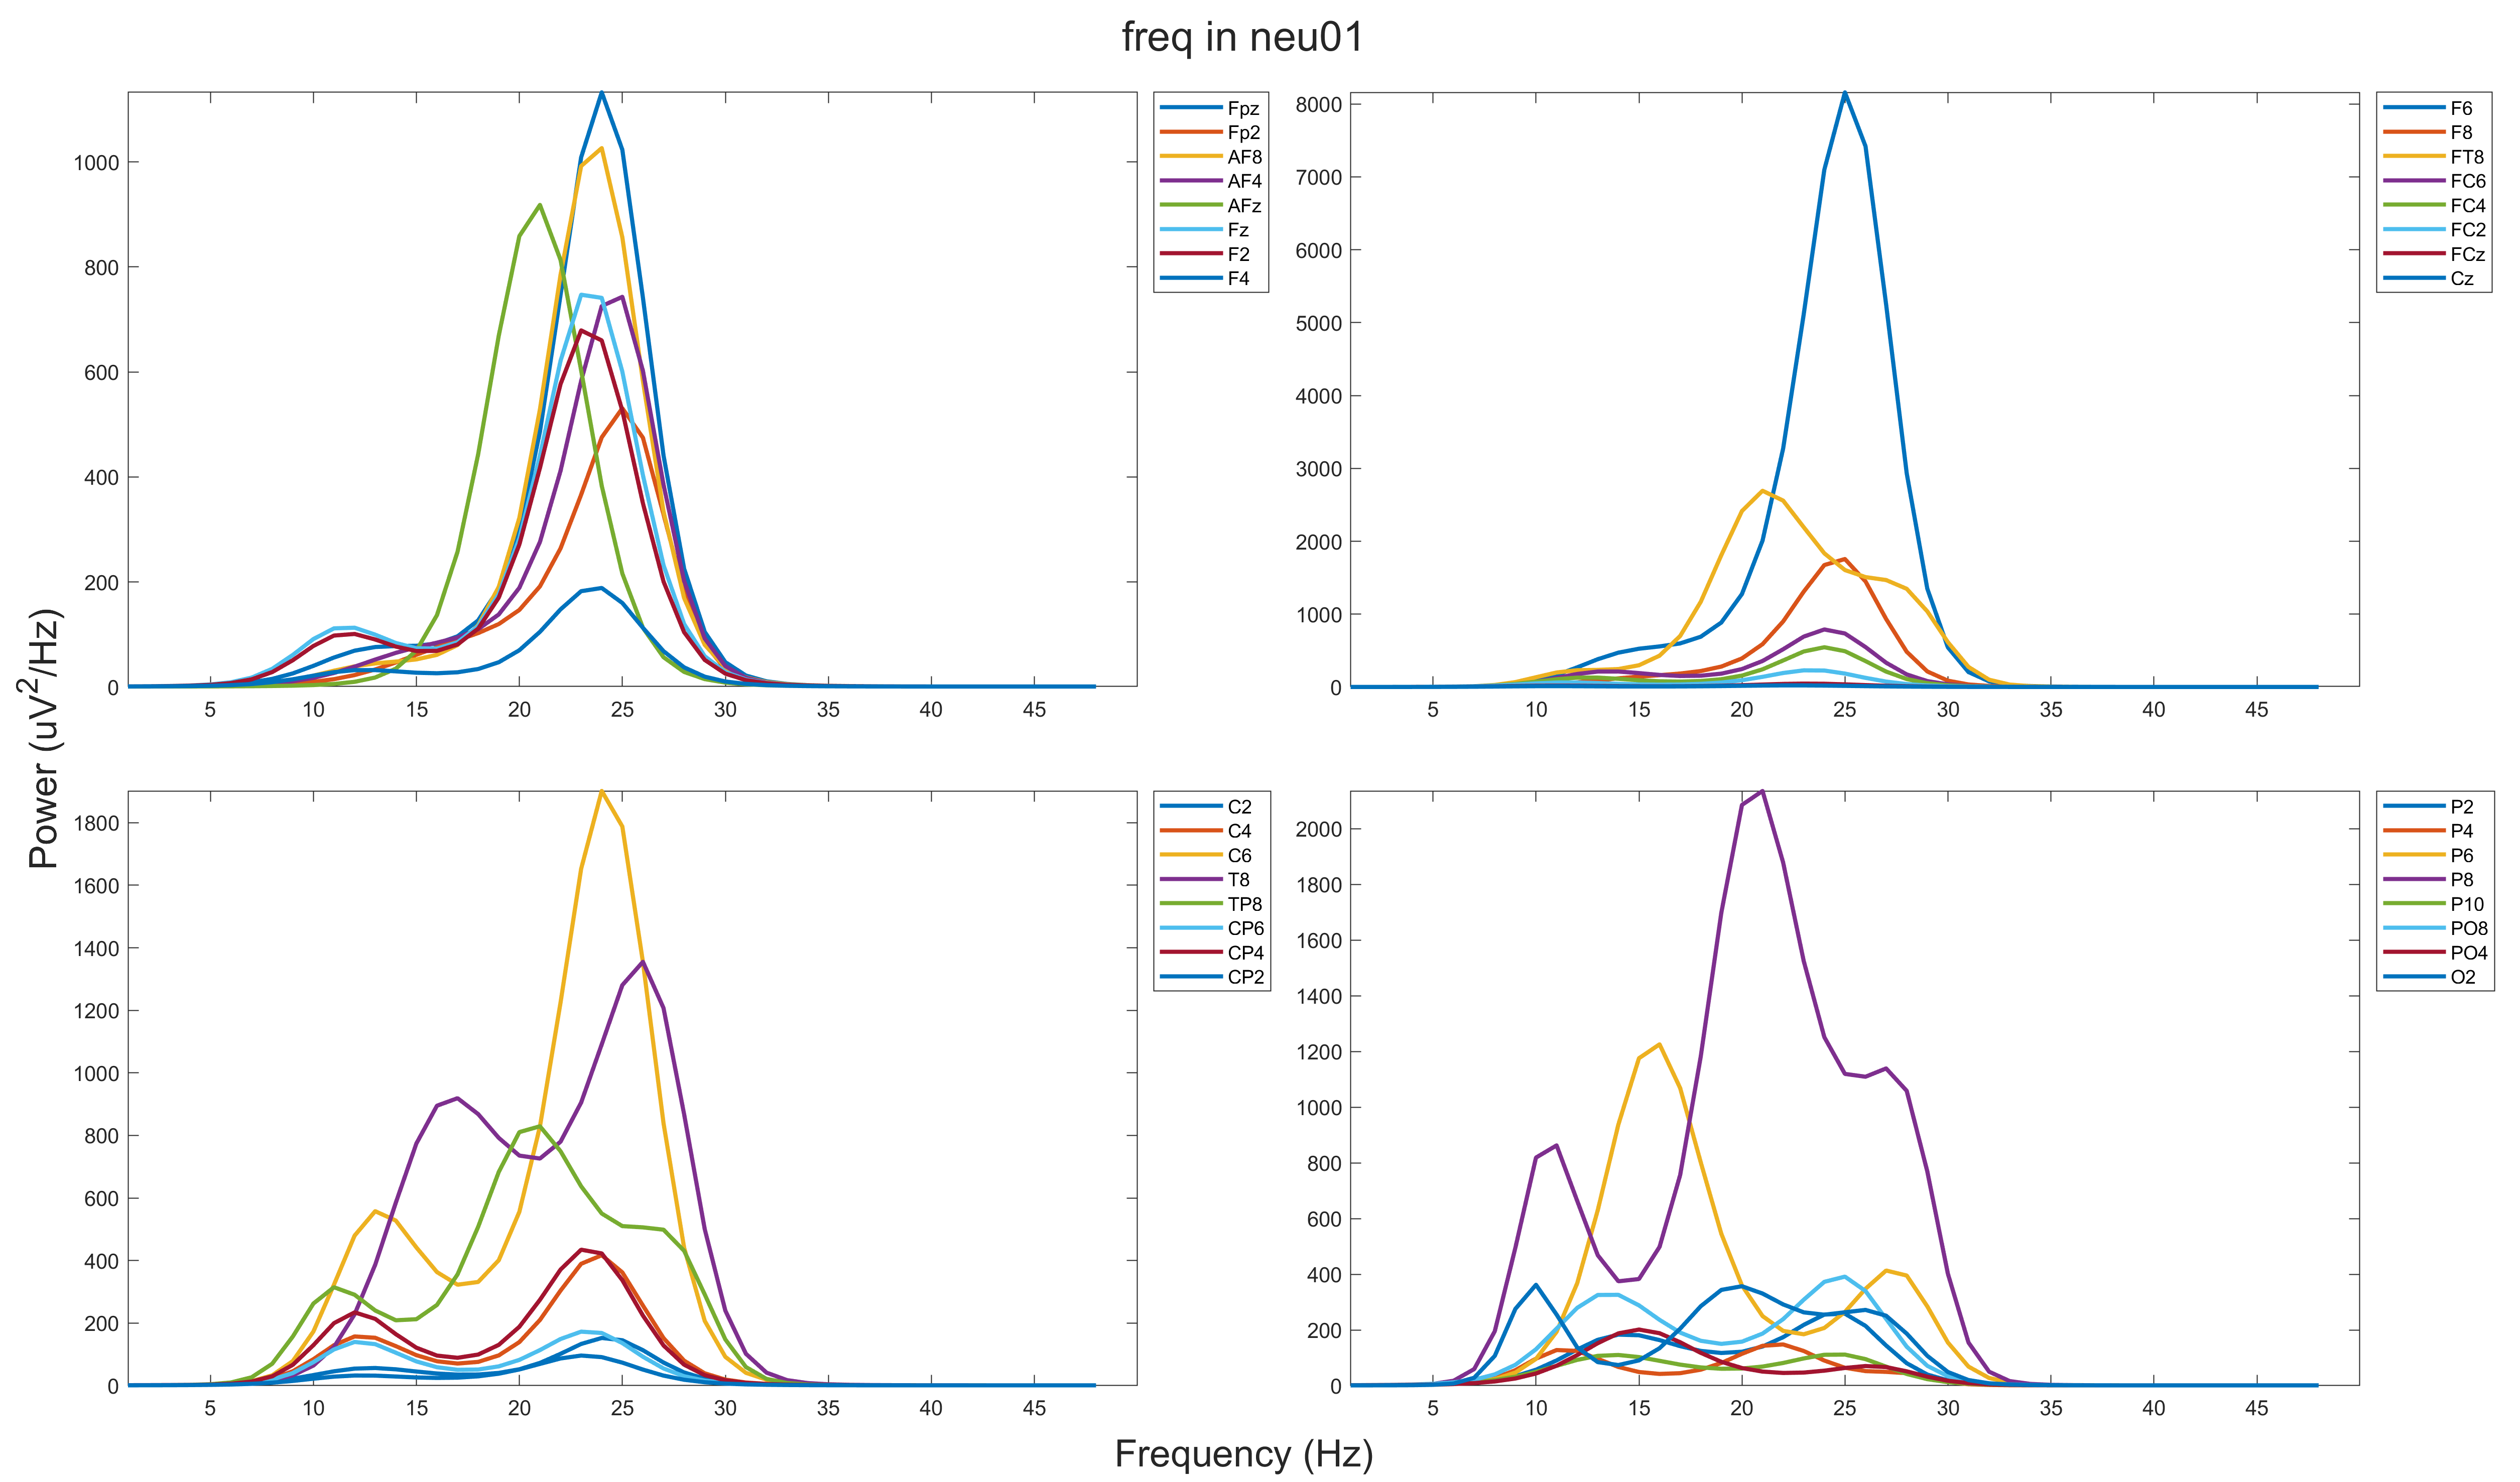 freq in neu01
Power (uV²/Hz)
1000
800
600
400
200
0
5 10 15 20 25 30 35 40 45
Fpz
Fp2
AF8
AF4
AFz
Fz
F2
F4
8000
7000
6000
5000
4000
3000
2000
1000
0
5 10 15 20 25 30 35 40 45
F6
F8
FT8
FC6
FC4
FC2
FCz
Cz
1800
1600
1400
1200
1000
800
600
400
200
0
5 10 15 20 25 30 35 40 45
C2
C4
C6
T8
TP8
CP6
CP4
CP2
2000
1800
1600
1400
1200
1000
800
600
400
200
0
5 10 15 20 25 30 35 40 45
P2
P4
P6
P8
P10
PO8
PO4
O2
Frequency (Hz)